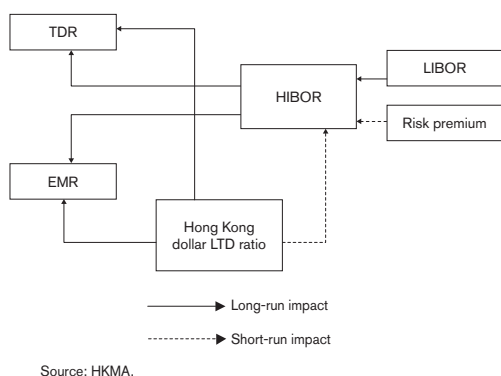 TDR
LIBOR
HIBOR
Risk premium
EMR
Hong Kong
dollar LTD ratio
Long-run impact
Short-run impact
Source: HKMA.